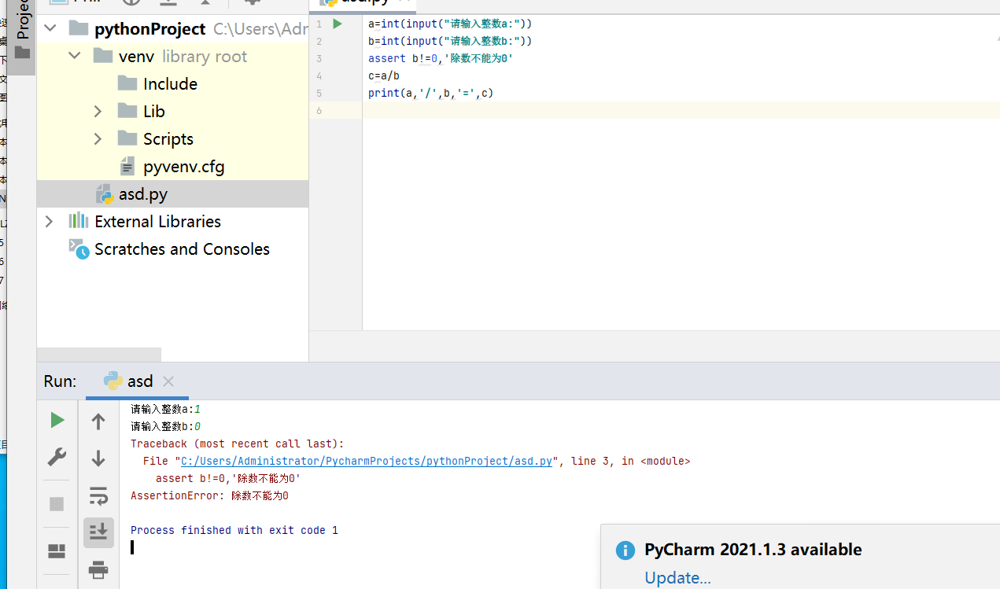 Projec
pythonProject C:\Users\Adr
venv library root
Include
Lib
Scripts
pyvenv.cfg
asd.py
External Libraries
Scratches and Consoles
asd.py
1 a=int(input("请输入整数a:"))
2 b=int(input("请输入整数b:"))
3 assert b!=0,'除数不能为0'
4 c=a/b
5 print(a,'/',b,'=',c)
6
Run: asd
请输入整数a:1
请输入整数b:0
Traceback (most recent call last):
File "C:/Users/Administrator/PycharmProjects/pythonProject/asd.py", line 3, in <module>
assert b!=0,'除数不能为0'
AssertionError: 除数不能为0
Process finished with exit code 1
PyCharm 2021.1.3 available
Update...